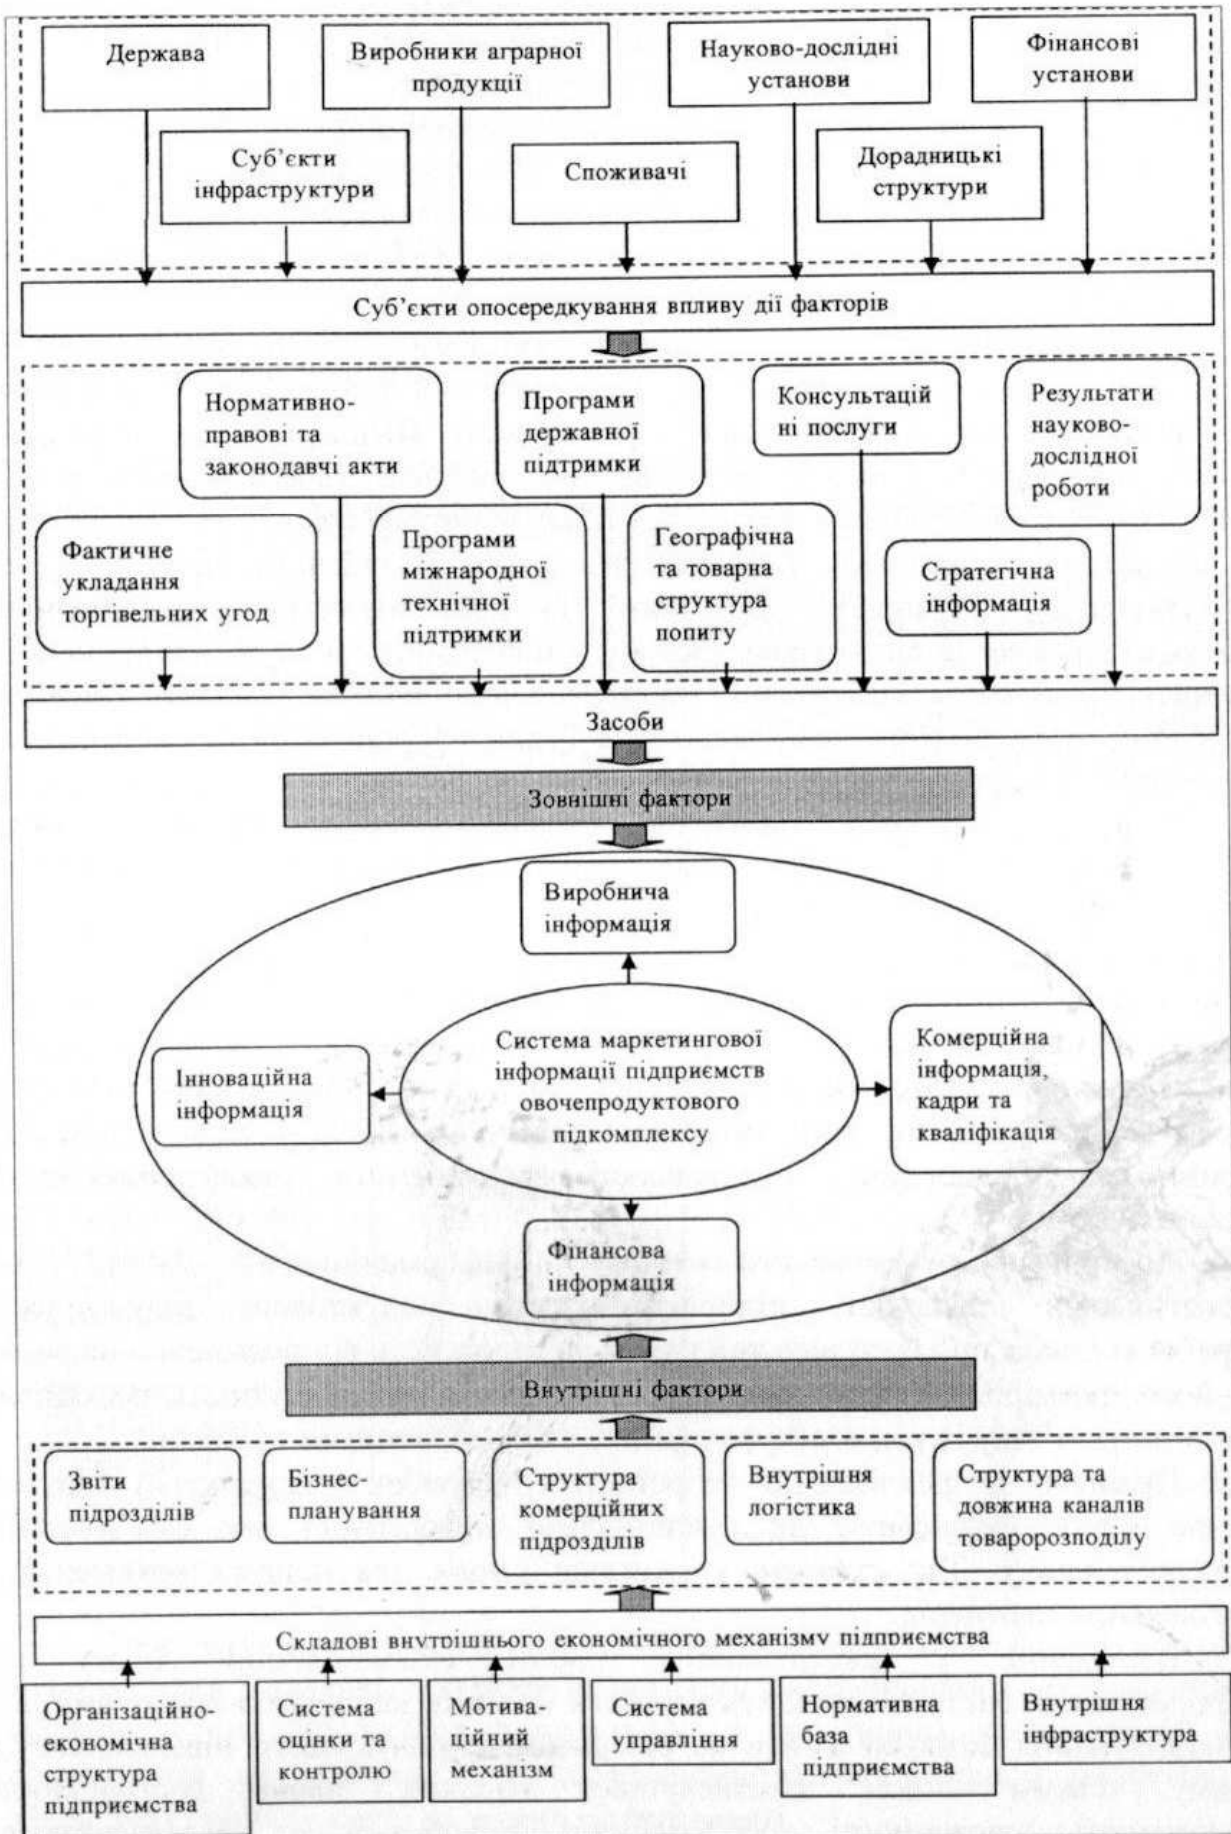 Держава
Виробники аграрної
продукції
Науково-дослідні
установи
Фінансові
установи
Суб’єкти
інфраструктури
Споживачі
Дорадницькі
структури
Суб’єкти опосередкування впливу дії факторів
Нормативно-
правові та
законодавчі акти
Програми
державної
підтримки
Консультацій
ні послуги
Результати
науково-
дослідної
роботи
Фактичне
укладання
торгівельних угод
Програми
міжнародної
технічної
підтримки
Географічна
та товарна
структура
попиту
Стратегічна
інформація
Засоби
Зовнішні фактори
Виробнича
інформація
Інноваційна
інформація
Система маркетингової
інформації підприємств
овочепродуктового
підкомплексу
Комерційна
інформація,
кадри та
кваліфікація
Фінансова
інформація
Внутрішні фактори
Звіти
підрозділів
Бізнес-
планування
Структура
комерційних
підрозділів
Внутрішня
логістика
Структура та
довжина каналів
товаророзподілу
Складові внутрішнього економічного механізму підприємства
Організаційно-
економічна
структура
підприємства
Система
оцінки та
контролю
Мотива-
ційний
механізм
Система
управління
Нормативна
база
підприємства
Внутрішня
інфраструктура